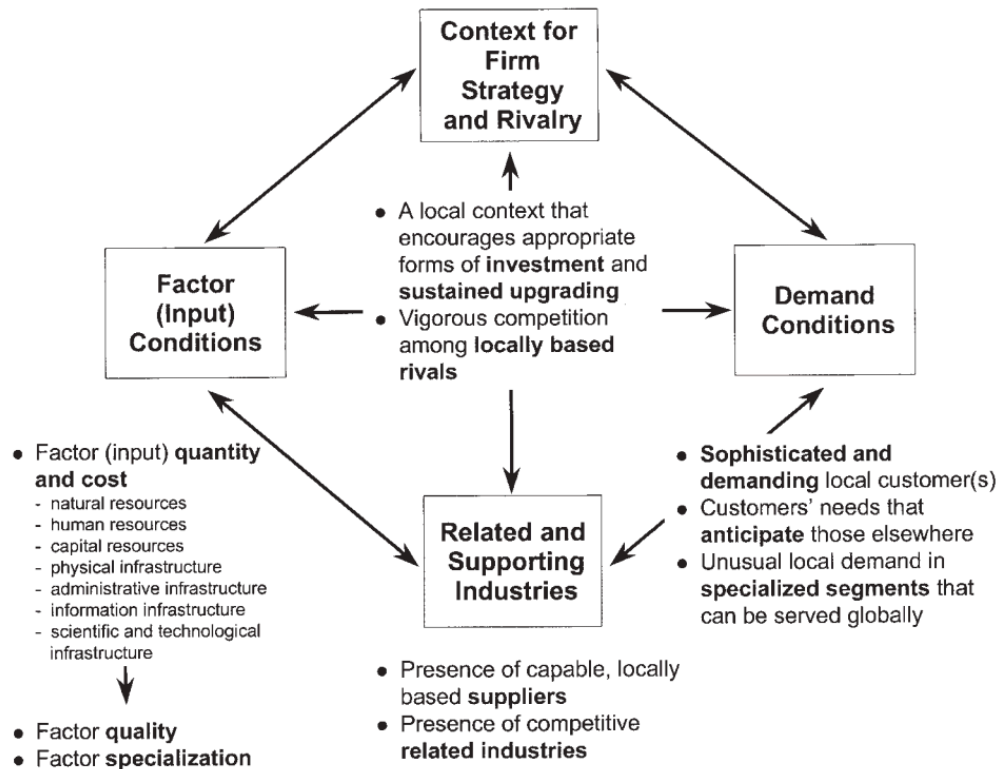 Context for
Firm
Strategy
and Rivalry
● A local context that
encourages appropriate
forms of investment and
sustained upgrading
● Vigorous competition
among locally based
rivals
Factor
(Input)
Conditions
Demand
Conditions
● Factor (input) quantity
and cost
- natural resources
- human resources
- capital resources
- physical infrastructure
- administrative infrastructure
- information infrastructure
- scientific and technological
infrastructure
● Factor quality
● Factor specialization
Related and
Supporting
Industries
● Presence of capable, locally
based suppliers
● Presence of competitive
related industries
● Sophisticated and
demanding local customer(s)
● Customers' needs that
anticipate those elsewhere
● Unusual local demand in
specialized segments that
can be served globally